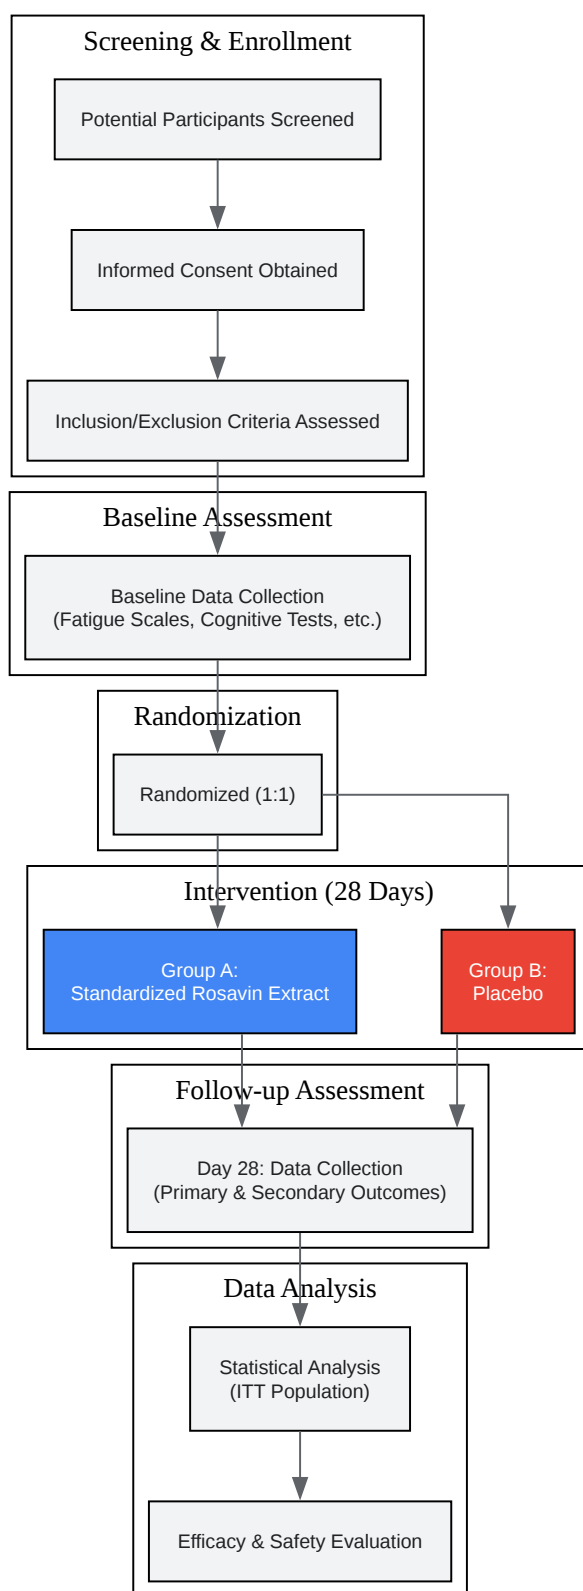 Screening & Enrollment
Potential Participants Screened
Informed Consent Obtained
Inclusion/Exclusion Criteria Assessed
Baseline Assessment
Baseline Data Collection
(Fatigue Scales, Cognitive Tests, etc.)
Randomization
Randomized (1:1)
Intervention (28 Days)
Group A:
Standardized Rosavin Extract
Group B:
Placebo
Follow-up Assessment
Day 28: Data Collection
(Primary & Secondary Outcomes)
Data Analysis
Statistical Analysis
(ITT Population)
Efficacy & Safety Evaluation